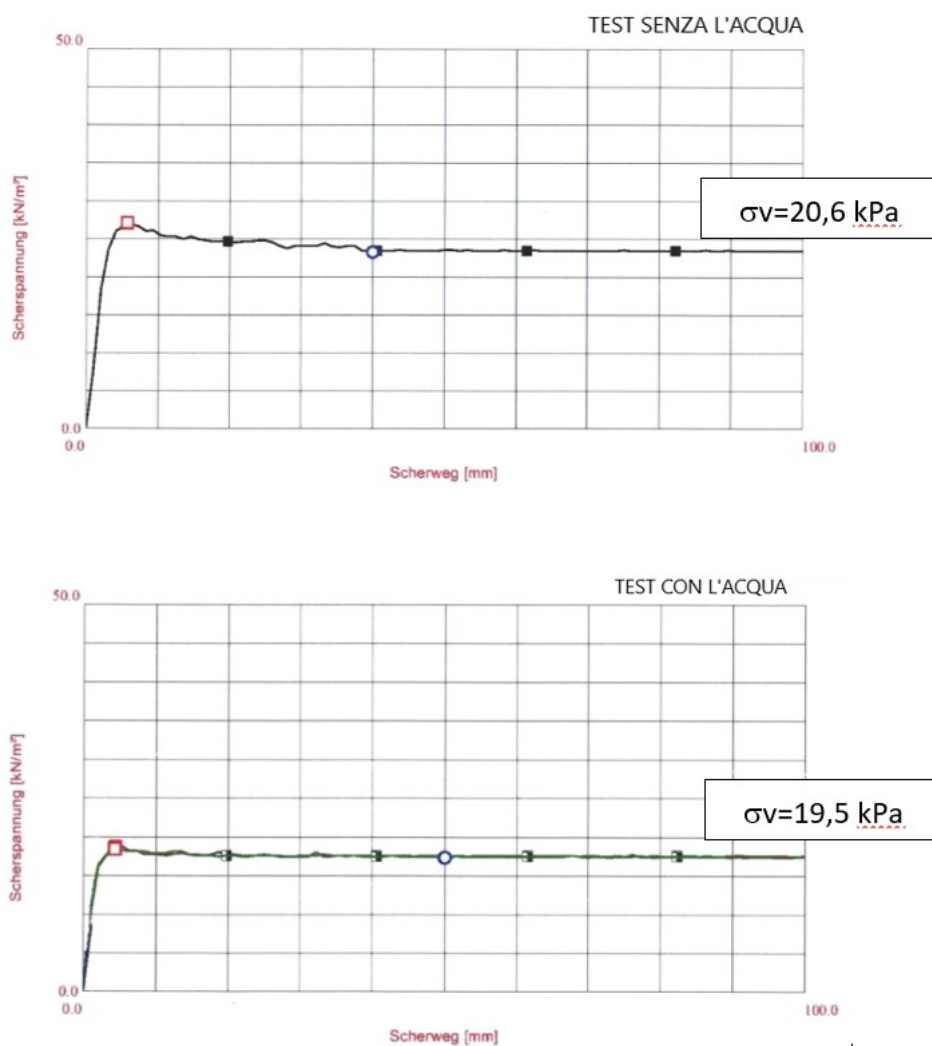 TEST SENZA L'ACQUA
50.0
Scherspannung [kN/m²]
σv=20,6 kPa
0.0
0.0
100.0
Scherweg [mm]
TEST CON L'ACQUA
50.0
Scherspannung [kN/m²]
σv=19,5 kPa
0.0
0.0
100.0
Scherweg [mm]